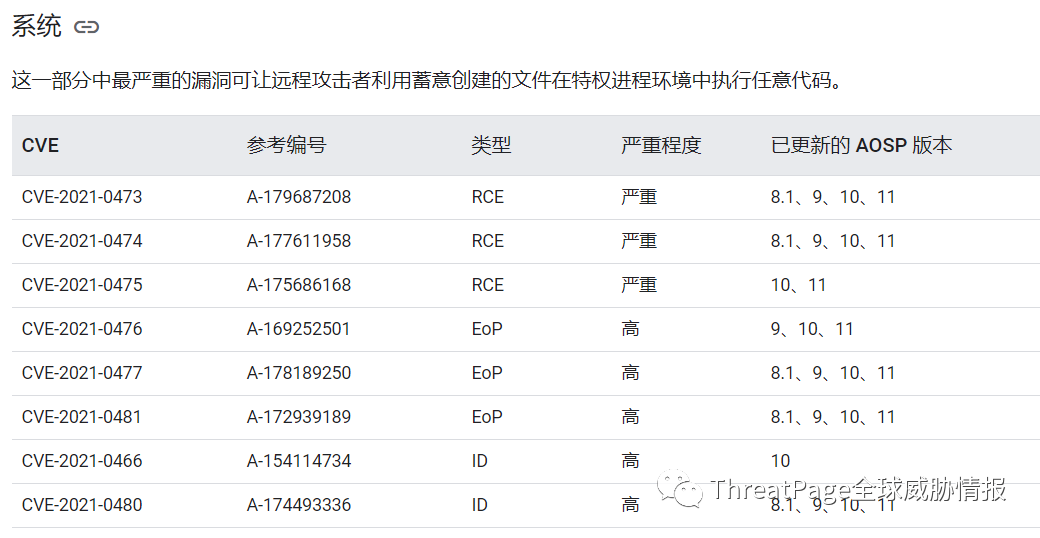 系统
这一部分中最严重的漏洞可让远程攻击者利用蓄意创建的文件在特权进程环境中执行任意代码。
CVE 参考编号 类型 严重程度 已更新的 AOSP 版本
CVE-2021-0473 A-179687208 RCE 严重 8.1、9、10、11
CVE-2021-0474 A-177611958 RCE 严重 8.1、9、10、11
CVE-2021-0475 A-175686168 RCE 严重 10、11
CVE-2021-0476 A-169252501 EoP 高 9、10、11
CVE-2021-0477 A-178189250 EoP 高 8.1、9、10、11
CVE-2021-0481 A-172939189 EoP 高 8.1、9、10、11
CVE-2021-0466 A-154114734 ID 高 10
ThreatPage全球威胁情报
CVE-2021-0480 A-174493336 ID 高 8.1、9、10、11